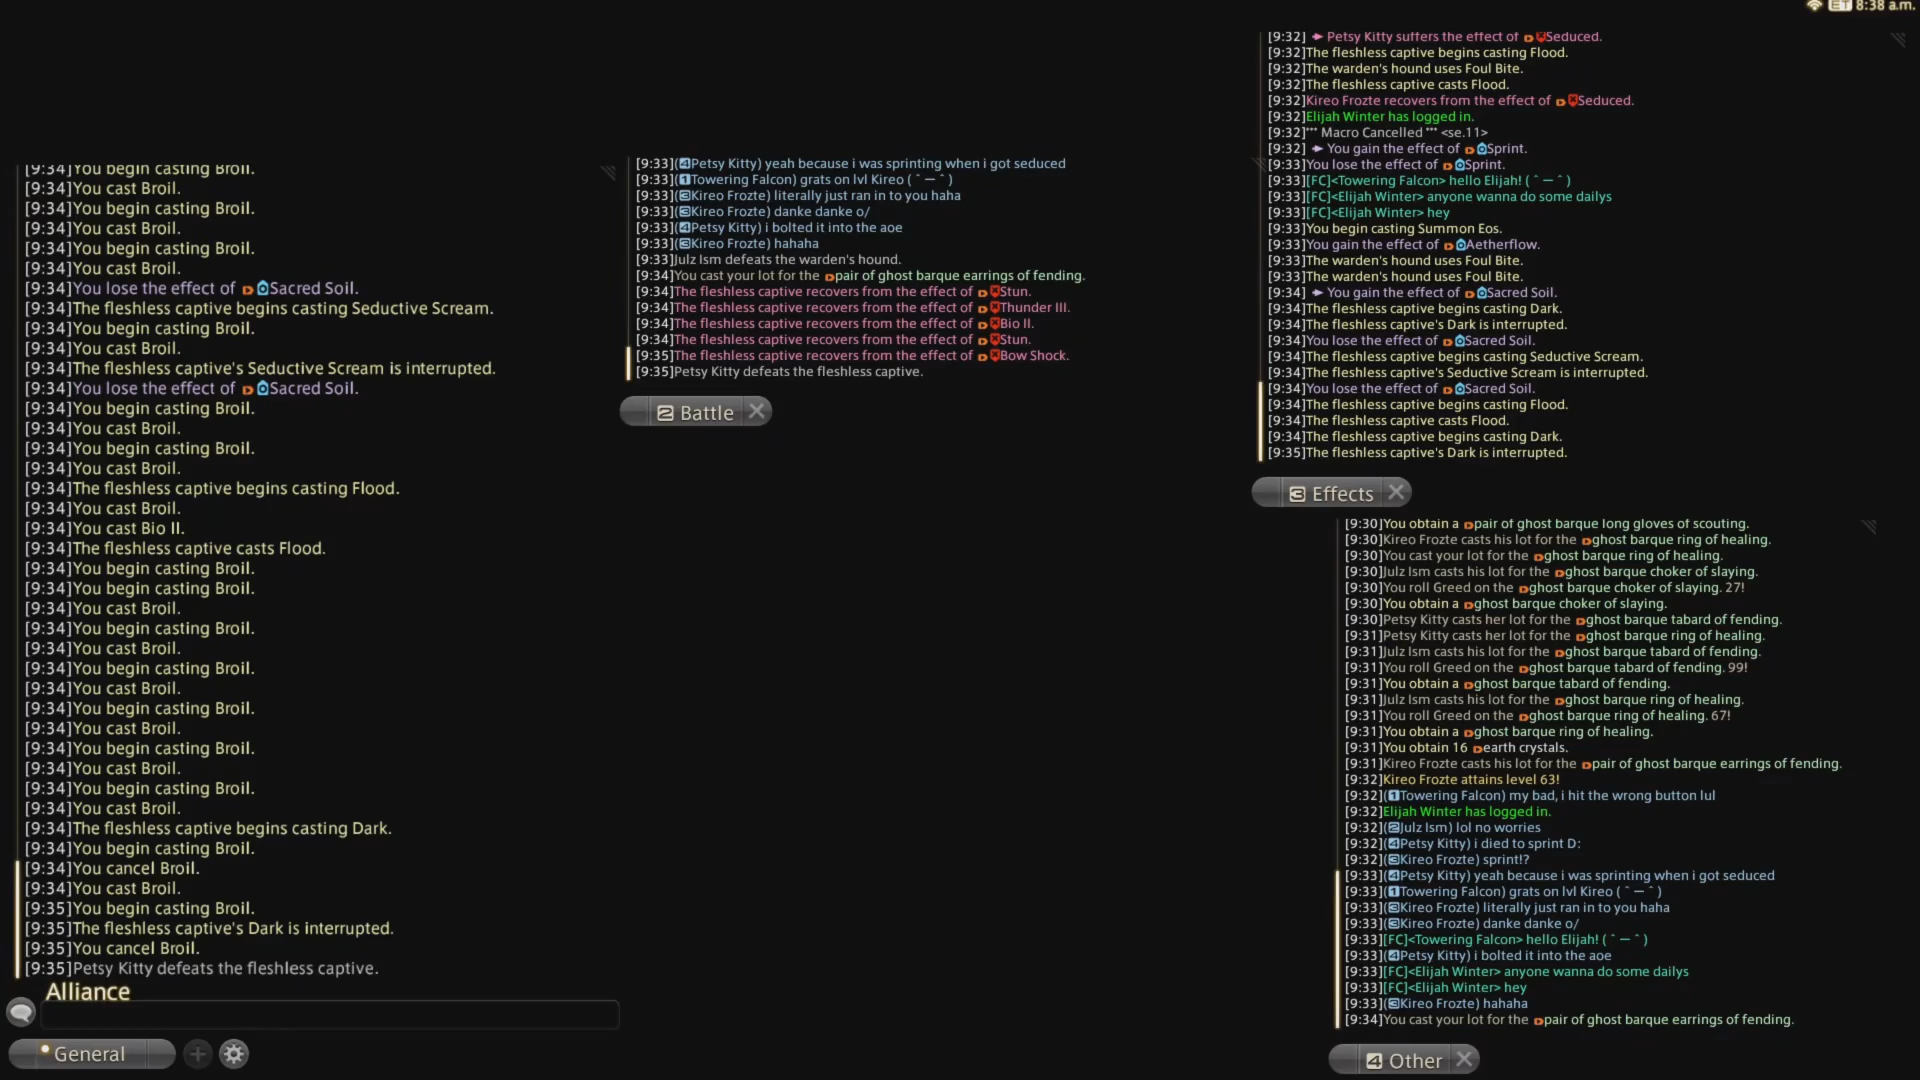 ET 8:38 a.m.
[9:34]You begin casting Broil.
[9:34]You cast Broil.
[9:34]You begin casting Broil.
[9:34]You cast Broil.
[9:34]You begin casting Broil.
[9:34]You cast Broil.
[9:34]You lose the effect of Sacred Soil.
[9:34]The fleshless captive begins casting Seductive Scream.
[9:34]You begin casting Broil.
[9:34]You cast Broil.
[9:34]The fleshless captive's Seductive Scream is interrupted.
[9:34]You lose the effect of Sacred Soil.
[9:34]You begin casting Broil.
[9:34]You cast Broil.
[9:34]You begin casting Broil.
[9:34]You cast Broil.
[9:34]The fleshless captive begins casting Flood.
[9:34]You cast Broil.
[9:34]You cast Bio II.
[9:34]The fleshless captive casts Flood.
[9:34]You begin casting Broil.
[9:34]You begin casting Broil.
[9:34]You cast Broil.
[9:34]You begin casting Broil.
[9:34]You cast Broil.
[9:34]You begin casting Broil.
[9:34]You cast Broil.
[9:34]You begin casting Broil.
[9:34]You cast Broil.
[9:34]You begin casting Broil.
[9:34]You cast Broil.
[9:34]You begin casting Broil.
[9:34]You cast Broil.
[9:34]The fleshless captive begins casting Dark.
[9:34]You begin casting Broil.
[9:34]You cancel Broil.
[9:34]You cast Broil.
[9:35]You begin casting Broil.
[9:35]The fleshless captive's Dark is interrupted.
[9:35]You cancel Broil.
[9:35]Petsy Kitty defeats the fleshless captive.
Alliance
General
[9:33](4Petsy Kitty) yeah because i was sprinting when i got seduced
[9:33](1Towering Falcon) grats on lvl Kireo ( ˆ － ˆ )
[9:33](3Kireo Frozte) literally just ran in to you haha
[9:33](3Kireo Frozte) danke danke o/
[9:33](4Petsy Kitty) i bolted it into the aoe
[9:33](3Kireo Frozte) hahaha
[9:33]Julz Ism defeats the warden's hound.
[9:34]You cast your lot for the pair of ghost barque earrings of fending.
[9:34]The fleshless captive recovers from the effect of Stun.
[9:34]The fleshless captive recovers from the effect of Thunder III.
[9:34]The fleshless captive recovers from the effect of Bio II.
[9:34]The fleshless captive recovers from the effect of Stun.
[9:35]The fleshless captive recovers from the effect of Bow Shock.
[9:35]Petsy Kitty defeats the fleshless captive.
2 Battle
[9:32] Petsy Kitty suffers the effect of Seduced.
[9:32]The fleshless captive begins casting Flood.
[9:32]The warden's hound uses Foul Bite.
[9:32]The fleshless captive casts Flood.
[9:32]Kireo Frozte recovers from the effect of Seduced.
[9:32]Elijah Winter has logged in.
[9:32]*** Macro Cancelled *** <se.11>
[9:32] You gain the effect of Sprint.
[9:33]You lose the effect of Sprint.
[9:33][FC]<Towering Falcon> hello Elijah! ( ˆ － ˆ )
[9:33][FC]<Elijah Winter> anyone wanna do some dailys
[9:33][FC]<Elijah Winter> hey
[9:33]You begin casting Summon Eos.
[9:33]You gain the effect of Aetherflow.
[9:33]The warden's hound uses Foul Bite.
[9:33]The warden's hound uses Foul Bite.
[9:34] You gain the effect of Sacred Soil.
[9:34]The fleshless captive begins casting Dark.
[9:34]The fleshless captive's Dark is interrupted.
[9:34]You lose the effect of Sacred Soil.
[9:34]The fleshless captive begins casting Seductive Scream.
[9:34]The fleshless captive's Seductive Scream is interrupted.
[9:34]You lose the effect of Sacred Soil.
[9:34]The fleshless captive begins casting Flood.
[9:34]The fleshless captive casts Flood.
[9:34]The fleshless captive begins casting Dark.
[9:35]The fleshless captive's Dark is interrupted.
3 Effects
[9:30]You obtain a pair of ghost barque long gloves of scouting.
[9:30]Kireo Frozte casts his lot for the ghost barque ring of healing.
[9:30]You cast your lot for the ghost barque ring of healing.
[9:30]Julz Ism casts his lot for the ghost barque choker of slaying.
[9:30]You roll Greed on the ghost barque choker of slaying. 27!
[9:30]You obtain a ghost barque choker of slaying.
[9:30]Petsy Kitty casts her lot for the ghost barque tabard of fending.
[9:31]Petsy Kitty casts her lot for the ghost barque ring of healing.
[9:31]Julz Ism casts his lot for the ghost barque tabard of fending.
[9:31]You roll Greed on the ghost barque tabard of fending. 99!
[9:31]You obtain a ghost barque tabard of fending.
[9:31]Julz Ism casts his lot for the ghost barque ring of healing.
[9:31]You roll Greed on the ghost barque ring of healing. 67!
[9:31]You obtain a ghost barque ring of healing.
[9:31]You obtain 16 earth crystals.
[9:31]Kireo Frozte casts his lot for the pair of ghost barque earrings of fending.
[9:32]Kireo Frozte attains level 63!
[9:32](1Towering Falcon) my bad, i hit the wrong button lul
[9:32]Elijah Winter has logged in.
[9:32](2Julz Ism) lol no worries
[9:32](4Petsy Kitty) i died to sprint D:
[9:32](3Kireo Frozte) sprint!?
[9:33](4Petsy Kitty) yeah because i was sprinting when i got seduced
[9:33](1Towering Falcon) grats on lvl Kireo ( ˆ － ˆ )
[9:33](3Kireo Frozte) literally just ran in to you haha
[9:33](3Kireo Frozte) danke danke o/
[9:33][FC]<Towering Falcon> hello Elijah! ( ˆ － ˆ )
[9:33](4Petsy Kitty) i bolted it into the aoe
[9:33][FC]<Elijah Winter> anyone wanna do some dailys
[9:33][FC]<Elijah Winter> hey
[9:33](3Kireo Frozte) hahaha
[9:34]You cast your lot for the pair of ghost barque earrings of fending.
4 Other